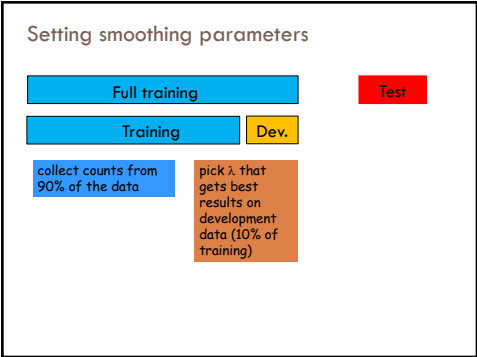 Setting smoothing parameters
Full training
Test
Training
Dev.
collect counts from
90% of the data
pick λ that
gets best
results on
development
data (10% of
training)